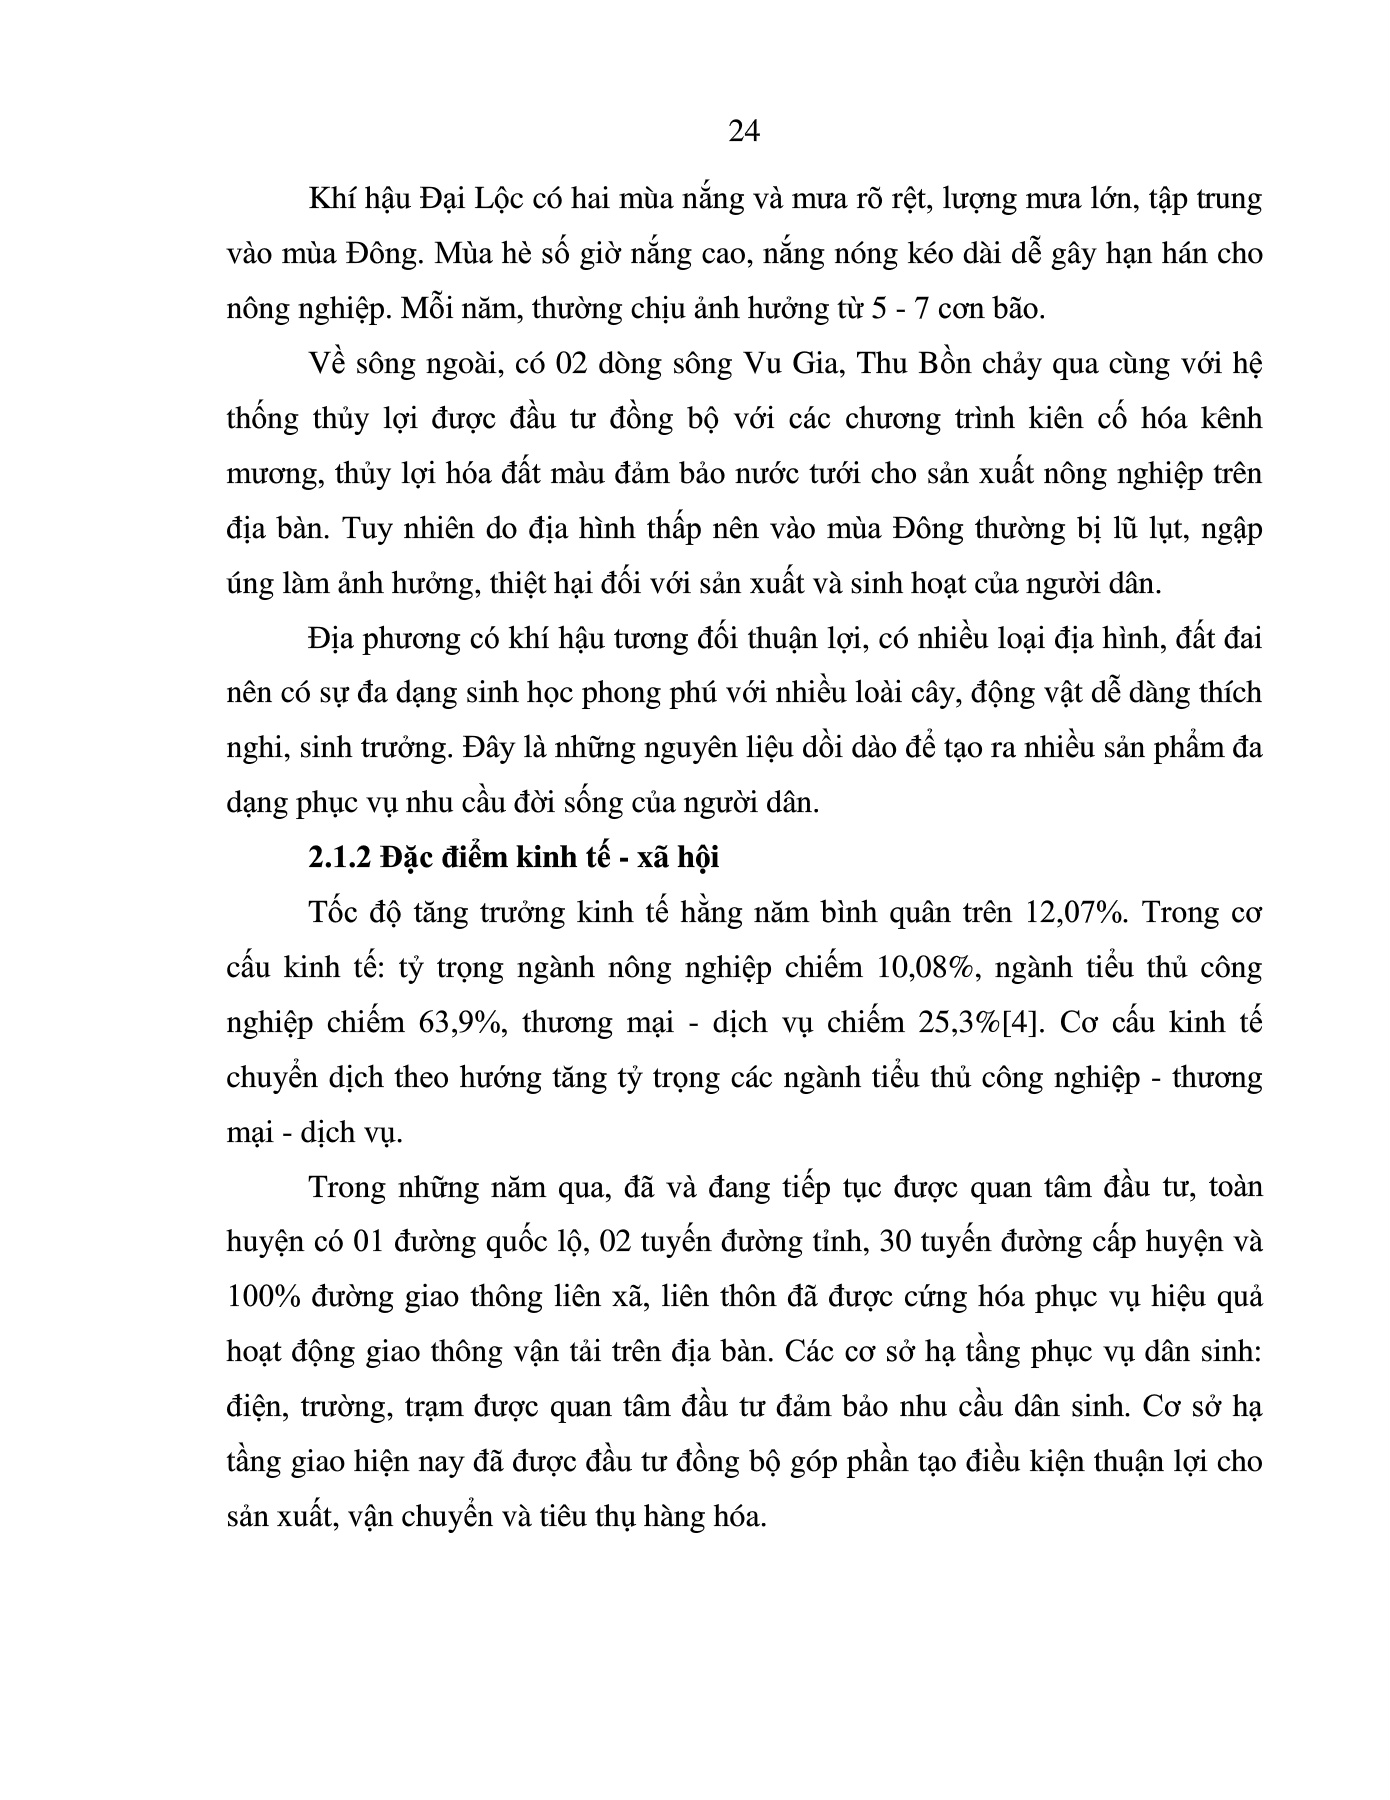 24
Khí hậu Đại Lộc có hai mùa nắng và mưa rõ rệt, lượng mưa lớn, tập trung
vào mùa Đông. Mùa hè số giờ nắng cao, nắng nóng kéo dài dễ gây hạn hán cho
nông nghiệp. Mỗi năm, thường chịu ảnh hưởng từ 5 - 7 cơn bão.
Về sông ngoài, có 02 dòng sông Vu Gia, Thu Bồn chảy qua cùng với hệ
thống thủy lợi được đầu tư đồng bộ với các chương trình kiên cố hóa kênh
mương, thủy lợi hóa đất màu đảm bảo nước tưới cho sản xuất nông nghiệp trên
địa bàn. Tuy nhiên do địa hình thấp nên vào mùa Đông thường bị lũ lụt, ngập
úng làm ảnh hưởng, thiệt hại đối với sản xuất và sinh hoạt của người dân.
Địa phương có khí hậu tương đối thuận lợi, có nhiều loại địa hình, đất đai
nên có sự đa dạng sinh học phong phú với nhiều loài cây, động vật dễ dàng thích
nghi, sinh trưởng. Đây là những nguyên liệu dồi dào để tạo ra nhiều sản phẩm đa
dạng phục vụ nhu cầu đời sống của người dân.
2.1.2 Đặc điểm kinh tế - xã hội
Tốc độ tăng trưởng kinh tế hằng năm bình quân trên 12,07%. Trong cơ
cấu kinh tế: tỷ trọng ngành nông nghiệp chiếm 10,08%, ngành tiểu thủ công
nghiệp chiếm 63,9%, thương mại - dịch vụ chiếm 25,3%[4]. Cơ cấu kinh tế
chuyển dịch theo hướng tăng tỷ trọng các ngành tiểu thủ công nghiệp - thương
mại - dịch vụ.
Trong những năm qua, đã và đang tiếp tục được quan tâm đầu tư, toàn
huyện có 01 đường quốc lộ, 02 tuyến đường tỉnh, 30 tuyến đường cấp huyện và
100% đường giao thông liên xã, liên thôn đã được cứng hóa phục vụ hiệu quả
hoạt động giao thông vận tải trên địa bàn. Các cơ sở hạ tầng phục vụ dân sinh:
điện, trường, trạm được quan tâm đầu tư đảm bảo nhu cầu dân sinh. Cơ sở hạ
tầng giao hiện nay đã được đầu tư đồng bộ góp phần tạo điều kiện thuận lợi cho
sản xuất, vận chuyển và tiêu thụ hàng hóa.